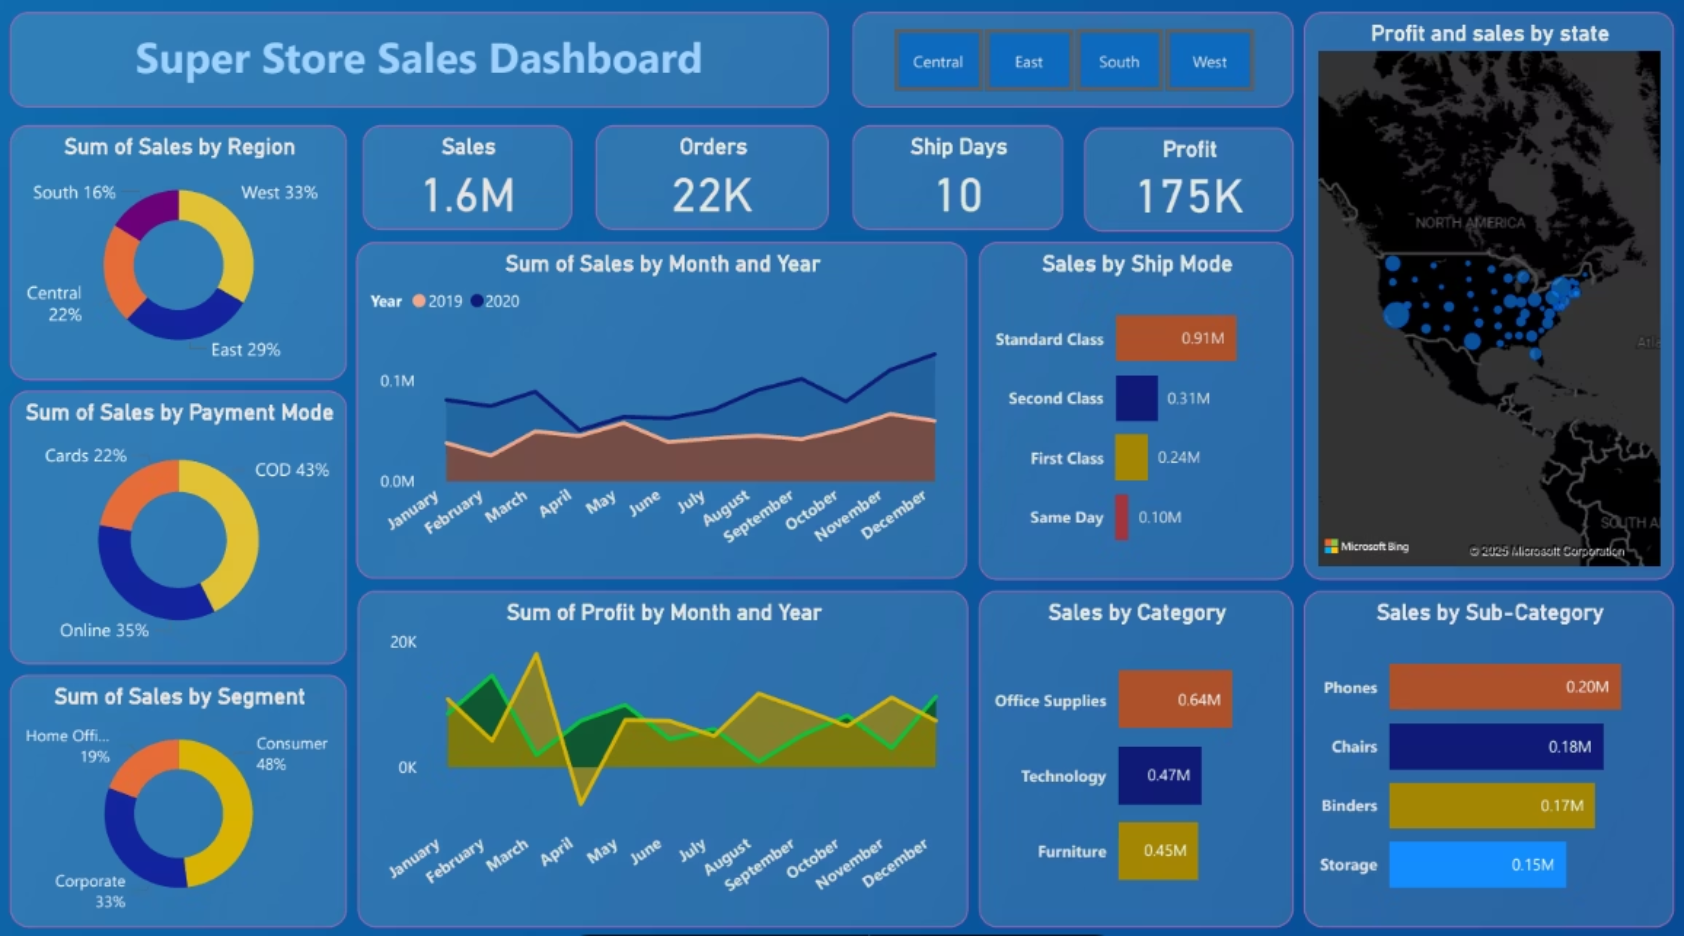 Super Store Sales Dashboard
Central
East
South
West
Profit and sales by state
NORTH AMERICA
Microsoft Bing
© 2025 Microsoft Corporation
Sum of Sales by Region
South 16%
West 33%
Central
22%
East 29%
Sales
1.6M
Orders
22K
Ship Days
10
Profit
175K
Sum of Sales by Month and Year
Year 2019 2020
0.1M
0.0M
January
February
March
April
May
June
July
August
September
October
November
December
Sales by Ship Mode
Standard Class 0.91M
Second Class 0.31M
First Class 0.24M
Same Day 0.10M
Sum of Sales by Payment Mode
Cards 22%
COD 43%
Online 35%
Sum of Sales by Segment
Home Offi...
19%
Consumer
48%
Corporate
33%
Sum of Profit by Month and Year
20K
0K
January
February
March
April
May
June
July
August
September
October
November
December
Sales by Category
Office Supplies 0.64M
Technology 0.47M
Furniture 0.45M
Sales by Sub-Category
Phones 0.20M
Chairs 0.18M
Binders 0.17M
Storage 0.15M